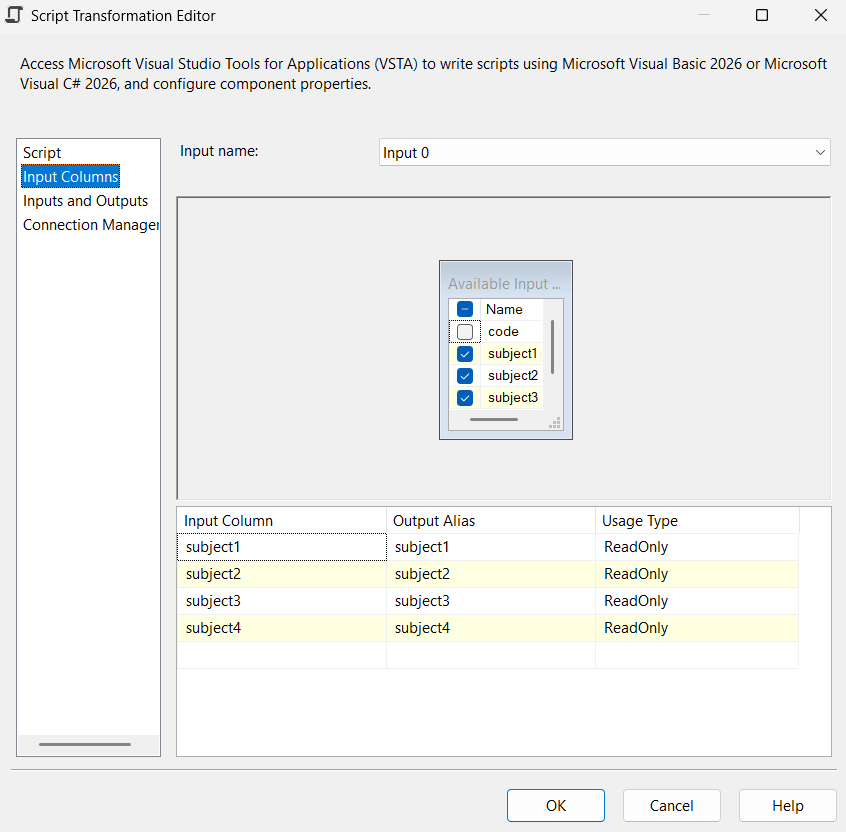 Script Transformation Editor
Access Microsoft Visual Studio Tools for Applications (VSTA) to write scripts using Microsoft Visual Basic 2026 or Microsoft
Visual C# 2026, and configure component properties.
Script
Input Columns
Inputs and Outputs
Connection Manager
Input name:
Input 0
Available Input ...
Name
code
subject1
subject2
subject3
Input Column Output Alias Usage Type
subject1 subject1 ReadOnly
subject2 subject2 ReadOnly
subject3 subject3 ReadOnly
subject4 subject4 ReadOnly
OK Cancel Help